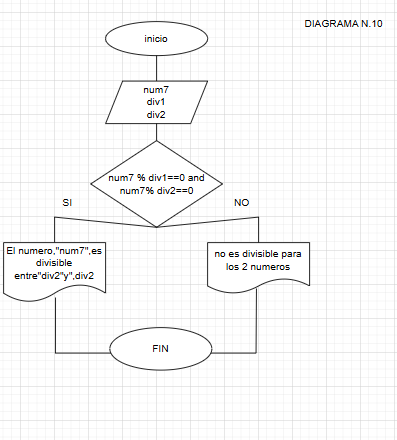 DIAGRAMA N.10
inicio
num7
div1
div2
num7 % div1==0 and
num7% div2==0
SI
NO
El numero,"num7",es
divisible
entre"div2"y",div2
no es divisible para
los 2 numeros
FIN